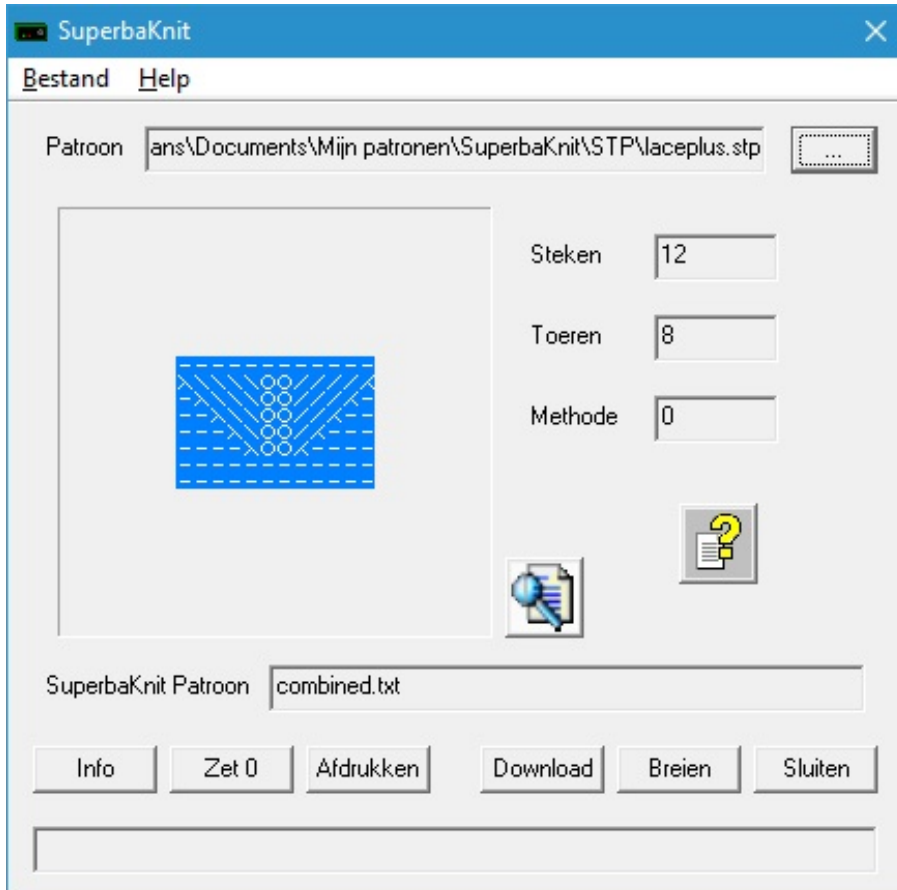 SuperbaKnit
Bestand Help
Patroon ans\Documents\Mijn patronen\SuperbaKnit\STP\laceplus.stp ...
Steken 12
Toeren 8
Methode 0
SuperbaKnit Patroon combined.txt
Info Zet 0 Afdrukken Download Breien Sluiten